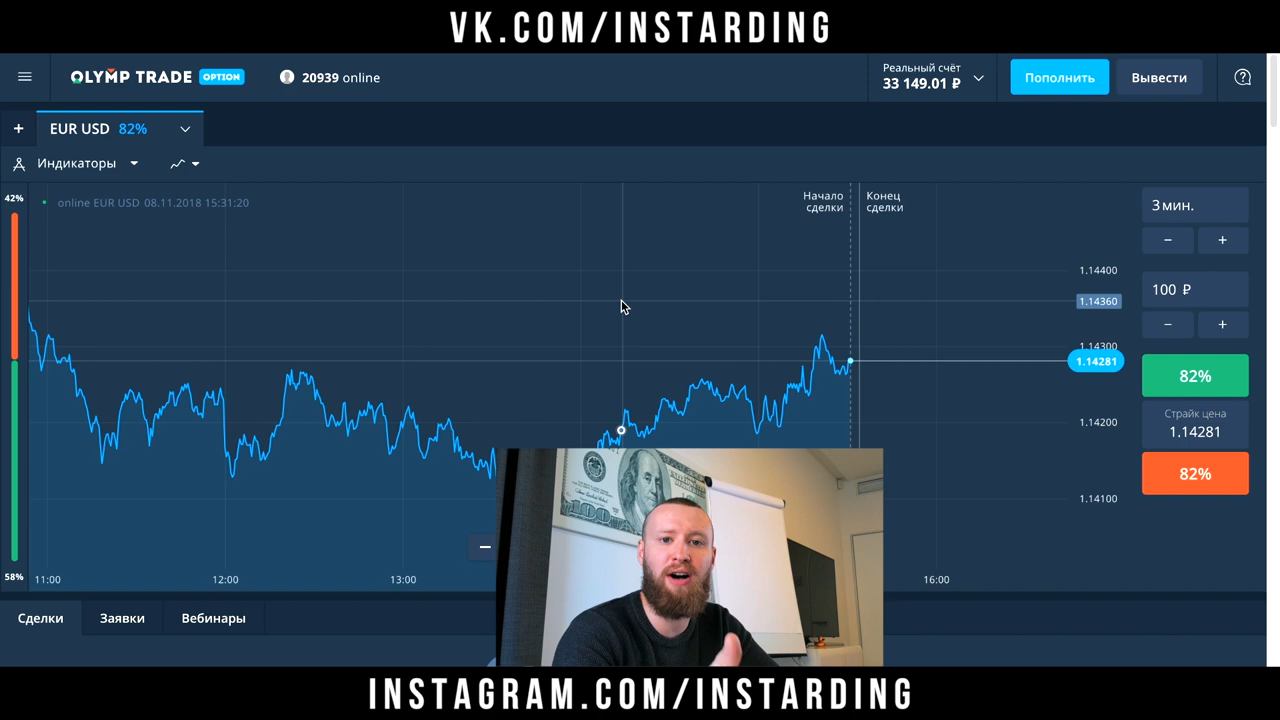 VK.COM/INSTARDING
OLYMP TRADE OPTION
20939 online
Реальный счёт
33 149.01 ₽
Пополнить
Вывести
+
EUR USD 82%
Индикаторы
42%
online EUR USD 08.11.2018 15:31:20
Начало
сделки
Конец
сделки
3 мин.
− +
1.14400
1.14360
1.14300
1.14281
1.14200
1.14100
100 ₽
− +
82%
Страйк цена
1.14281
82%
100
−
58%
11:00
12:00
13:00
16:00
Сделки
Заявки
Вебинары
INSTAGRAM.COM/INSTARDING